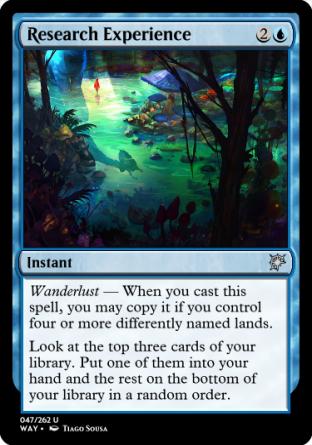 Research Experience 2
Instant
Wanderlust — When you cast this
spell, you may copy it if you control
four or more differently named lands.
Look at the top three cards of your
library. Put one of them into your
hand and the rest on the bottom of
your library in a random order.
047/262 U
WAY • Tiago Sousa